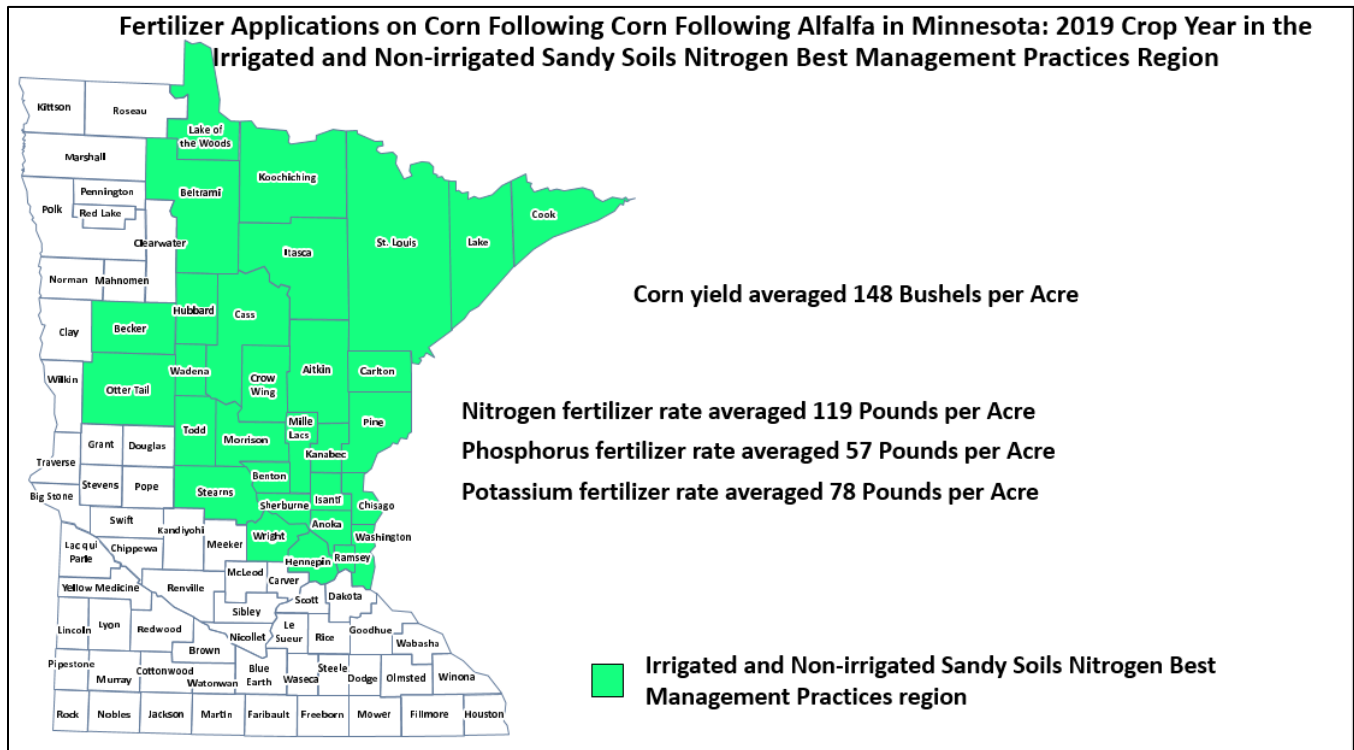 Fertilizer Applications on Corn Following Corn Following Alfalfa in Minnesota: 2019 Crop Year in the
Irrigated and Non-irrigated Sandy Soils Nitrogen Best Management Practices Region
Kittson
Roseau
Lake of
the Woods
Marshall
Koochiching
Pennington
Beltrami
Polk
Red Lake
Cook
Clearwater
St. Louis
Lake
Itasca
Norman
Mahnomen
Corn yield averaged 148 Bushels per Acre
Hubbard
Cass
Becker
Clay
Wadena
Aitkin
Carlton
Wilkin
Crow
Wing
Otter Tail
Nitrogen fertilizer rate averaged 119 Pounds per Acre
Mille
Lacs
Pine
Todd
Morrison
Grant
Douglas
Kanabec
Phosphorus fertilizer rate averaged 57 Pounds per Acre
Traverse
Benton
Stevens
Pope
Stearns
Big Stone
Isanti
Sherburne
Chisago
Potassium fertilizer rate averaged 78 Pounds per Acre
Swift
Kandiyohi
Anoka
Wright
Washington
Meeker
Lac qui
Parle
Chippewa
Hennepin
Ramsey
McLeod
Carver
Yellow Medicine
Renville
Scott
Dakota
Sibley
Lincoln
Lyon
Redwood
Nicollet
Le
Sueur
Rice
Goodhue
Wabasha
Brown
Pipestone
Murray
Cottonwood
Watonwan
Blue
Earth
Waseca
Steele
Dodge
Olmsted
Winona
Irrigated and Non-irrigated Sandy Soils Nitrogen Best
Management Practices region
Rock
Nobles
Jackson
Martin
Faribault
Freeborn
Mower
Fillmore
Houston